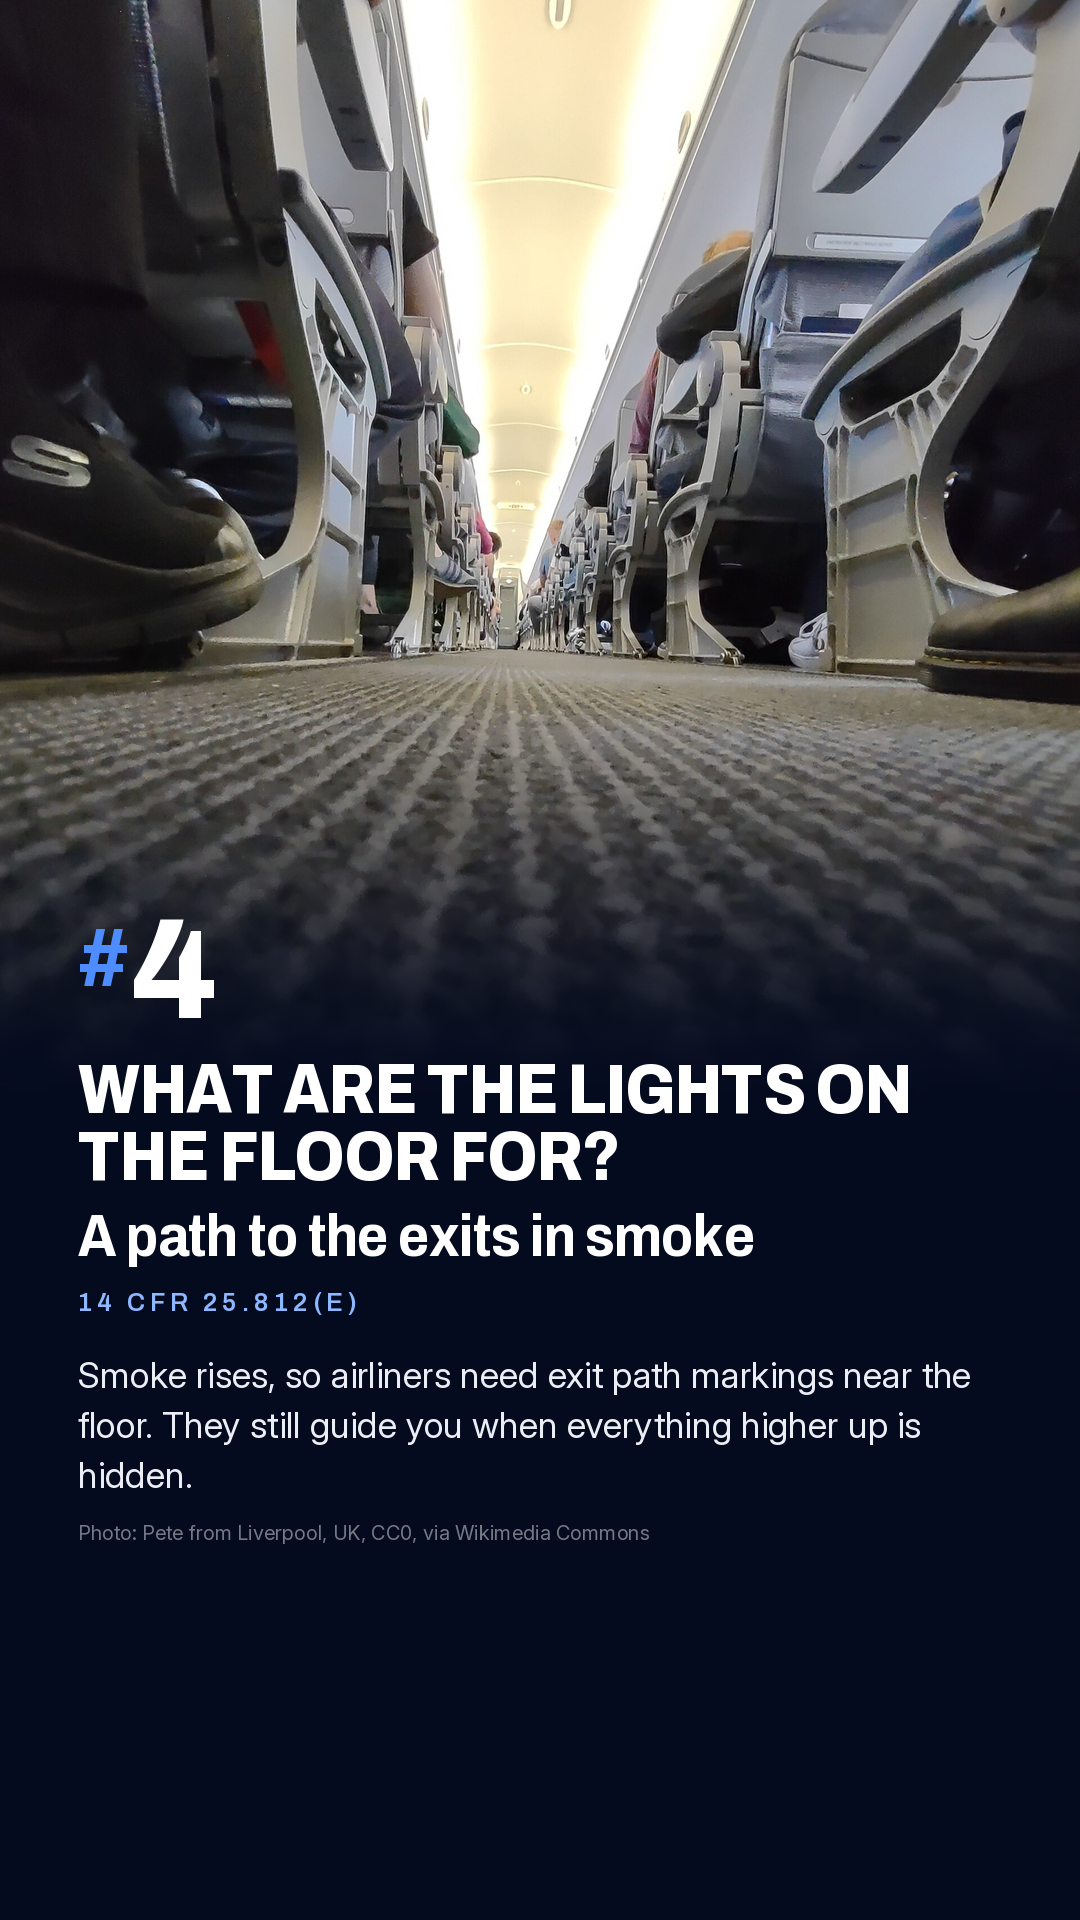 S
#4
WHAT ARE THE LIGHTS ON
THE FLOOR FOR?
A path to the exits in smoke
14 CFR 25.812(E)
Smoke rises, so airliners need exit path markings near the
floor. They still guide you when everything higher up is
hidden.
Photo: Pete from Liverpool, UK, CC0, via Wikimedia Commons